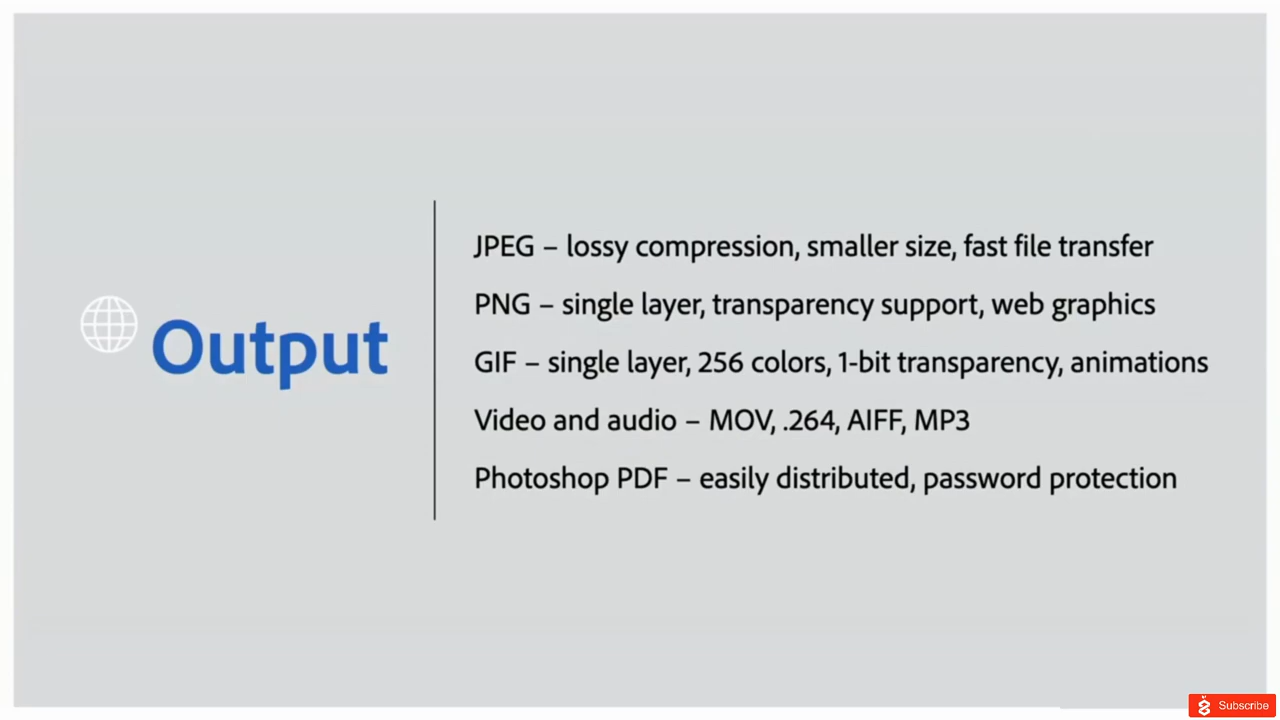 Output
JPEG – lossy compression, smaller size, fast file transfer
PNG – single layer, transparency support, web graphics
GIF – single layer, 256 colors, 1-bit transparency, animations
Video and audio – MOV, .264, AIFF, MP3
Photoshop PDF – easily distributed, password protection
Subscribe